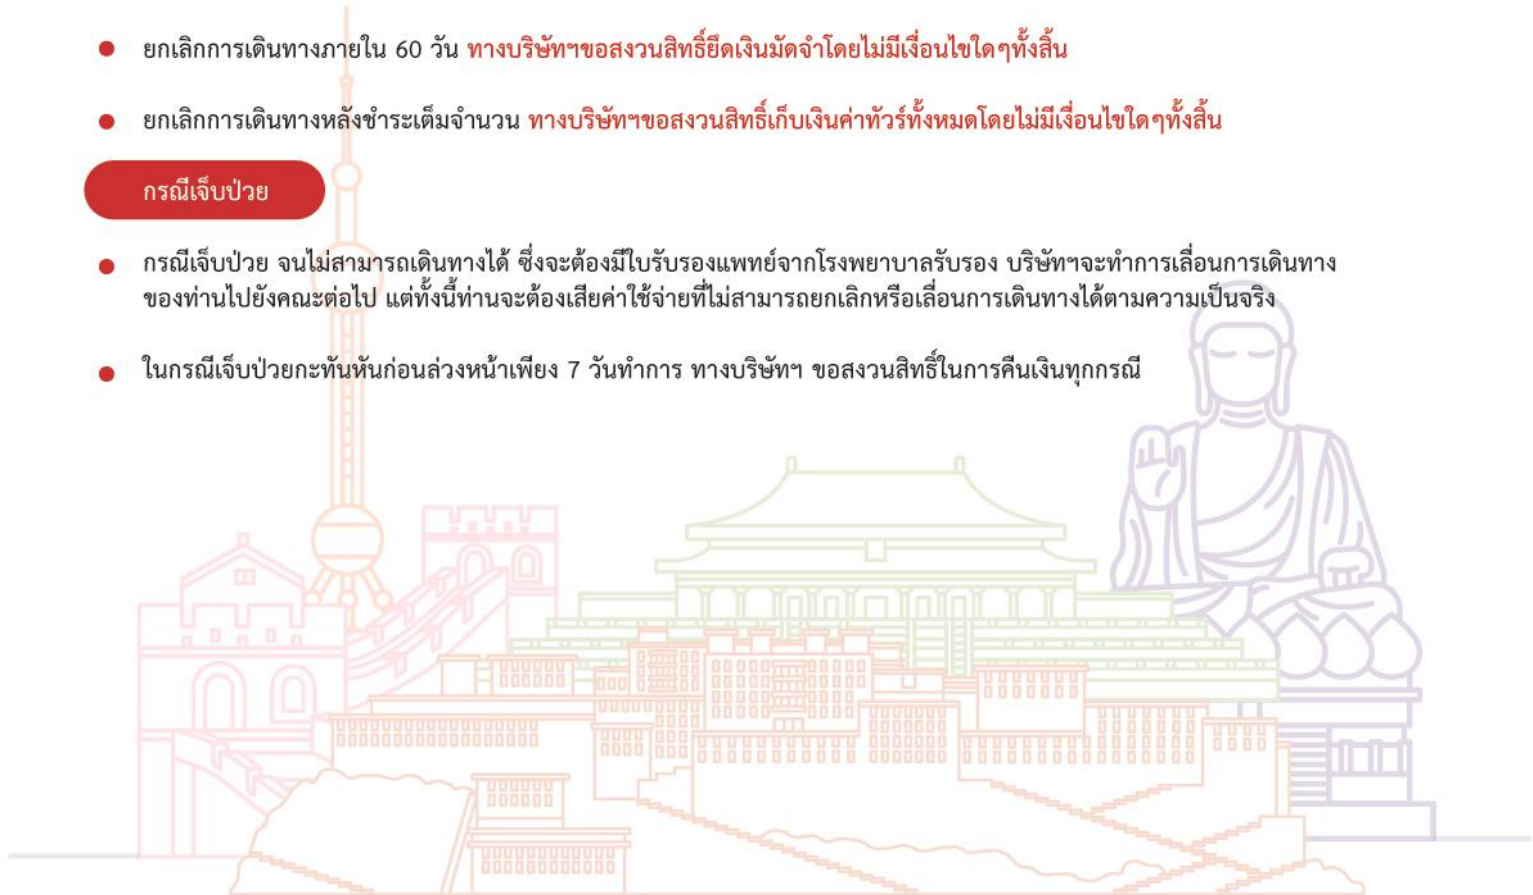 ยกเลิกการเดินทางภายใน 60 วัน ทางบริษัทฯขอสงวนสิทธิ์ยึดเงินมัดจำโดยไม่มีเงื่อนไขใดๆทั้งสิ้น
ยกเลิกการเดินทางหลังชำระเต็มจำนวน ทางบริษัทฯขอสงวนสิทธิ์เก็บเงินค่าทัวร์ทั้งหมดโดยไม่มีเงื่อนไขใดๆทั้งสิ้น
กรณีเจ็บป่วย
กรณีเจ็บป่วย จนไม่สามารถเดินทางได้ ซึ่งจะต้องมีใบรับรองแพทย์จากโรงพยาบาลรับรอง บริษัทฯจะทำการเลื่อนการเดินทาง
ของท่านไปยังคณะต่อไป แต่ทั้งนี้ท่านจะต้องเสียค่าใช้จ่ายที่ไม่สามารถยกเลิกหรือเลื่อนการเดินทางได้ตามความเป็นจริง
ในกรณีเจ็บป่วยกะทันหันก่อนล่วงหน้าเพียง 7 วันทำการ ทางบริษัทฯ ขอสงวนสิทธิ์ในการคืนเงินทุกกรณี